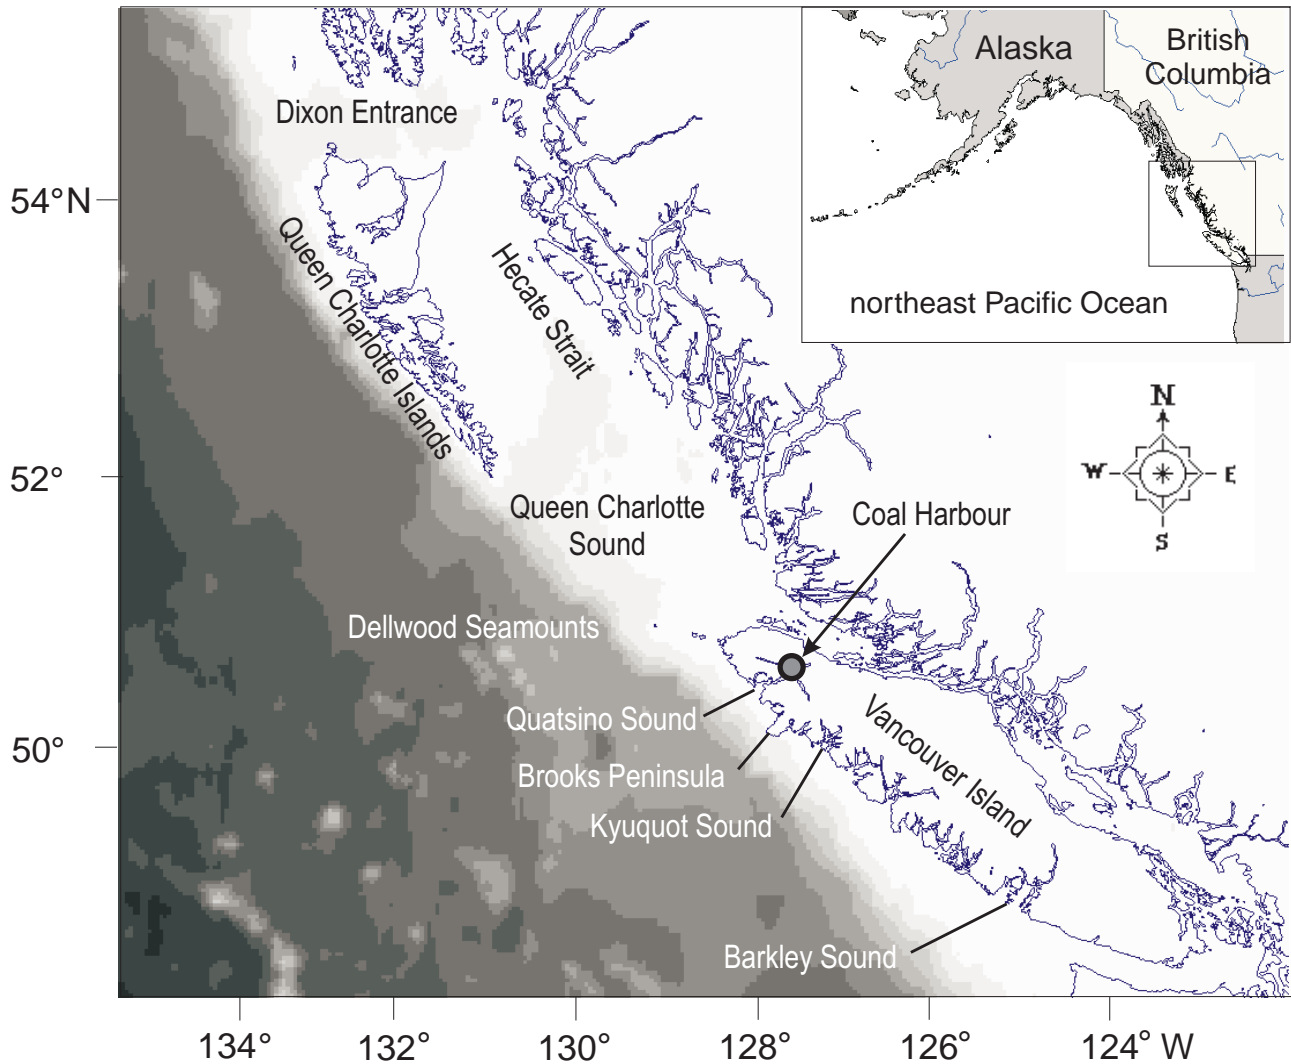 Alaska
British
Columbia
northeast Pacific Ocean
Dixon Entrance
54°N
Queen Charlotte Islands
Hecate Strait
N
W
E
S
52°
Queen Charlotte
Sound
Coal Harbour
Dellwood Seamounts
Quatsino Sound
Vancouver Island
50°
Brooks Peninsula
Kyuquot Sound
Barkley Sound
134°
132°
130°
128°
126°
124° W